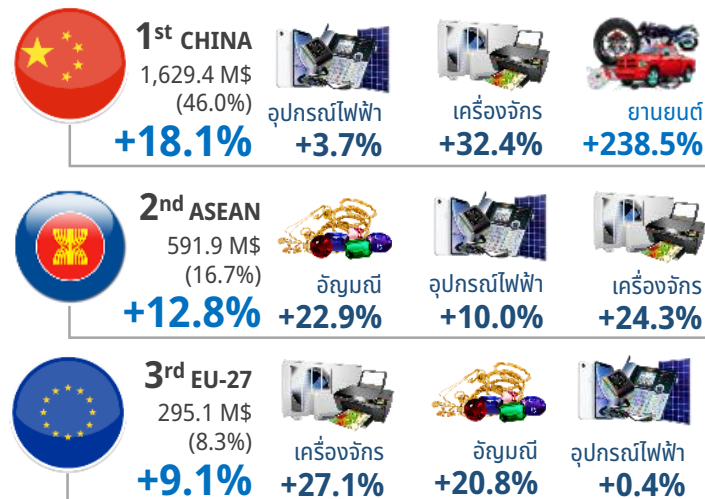 1st CHINA
1,629.4 M$
(46.0%)
+18.1%
อุปกรณ์ไฟฟ้า
+3.7%
เครื่องจักร
+32.4%
ยานยนต์
+238.5%
2nd ASEAN
591.9 M$
(16.7%)
+12.8%
อัญมณี
+22.9%
อุปกรณ์ไฟฟ้า
+10.0%
เครื่องจักร
+24.3%
3rd EU-27
295.1 M$
(8.3%)
+9.1%
เครื่องจักร
+27.1%
อัญมณี
+20.8%
อุปกรณ์ไฟฟ้า
+0.4%